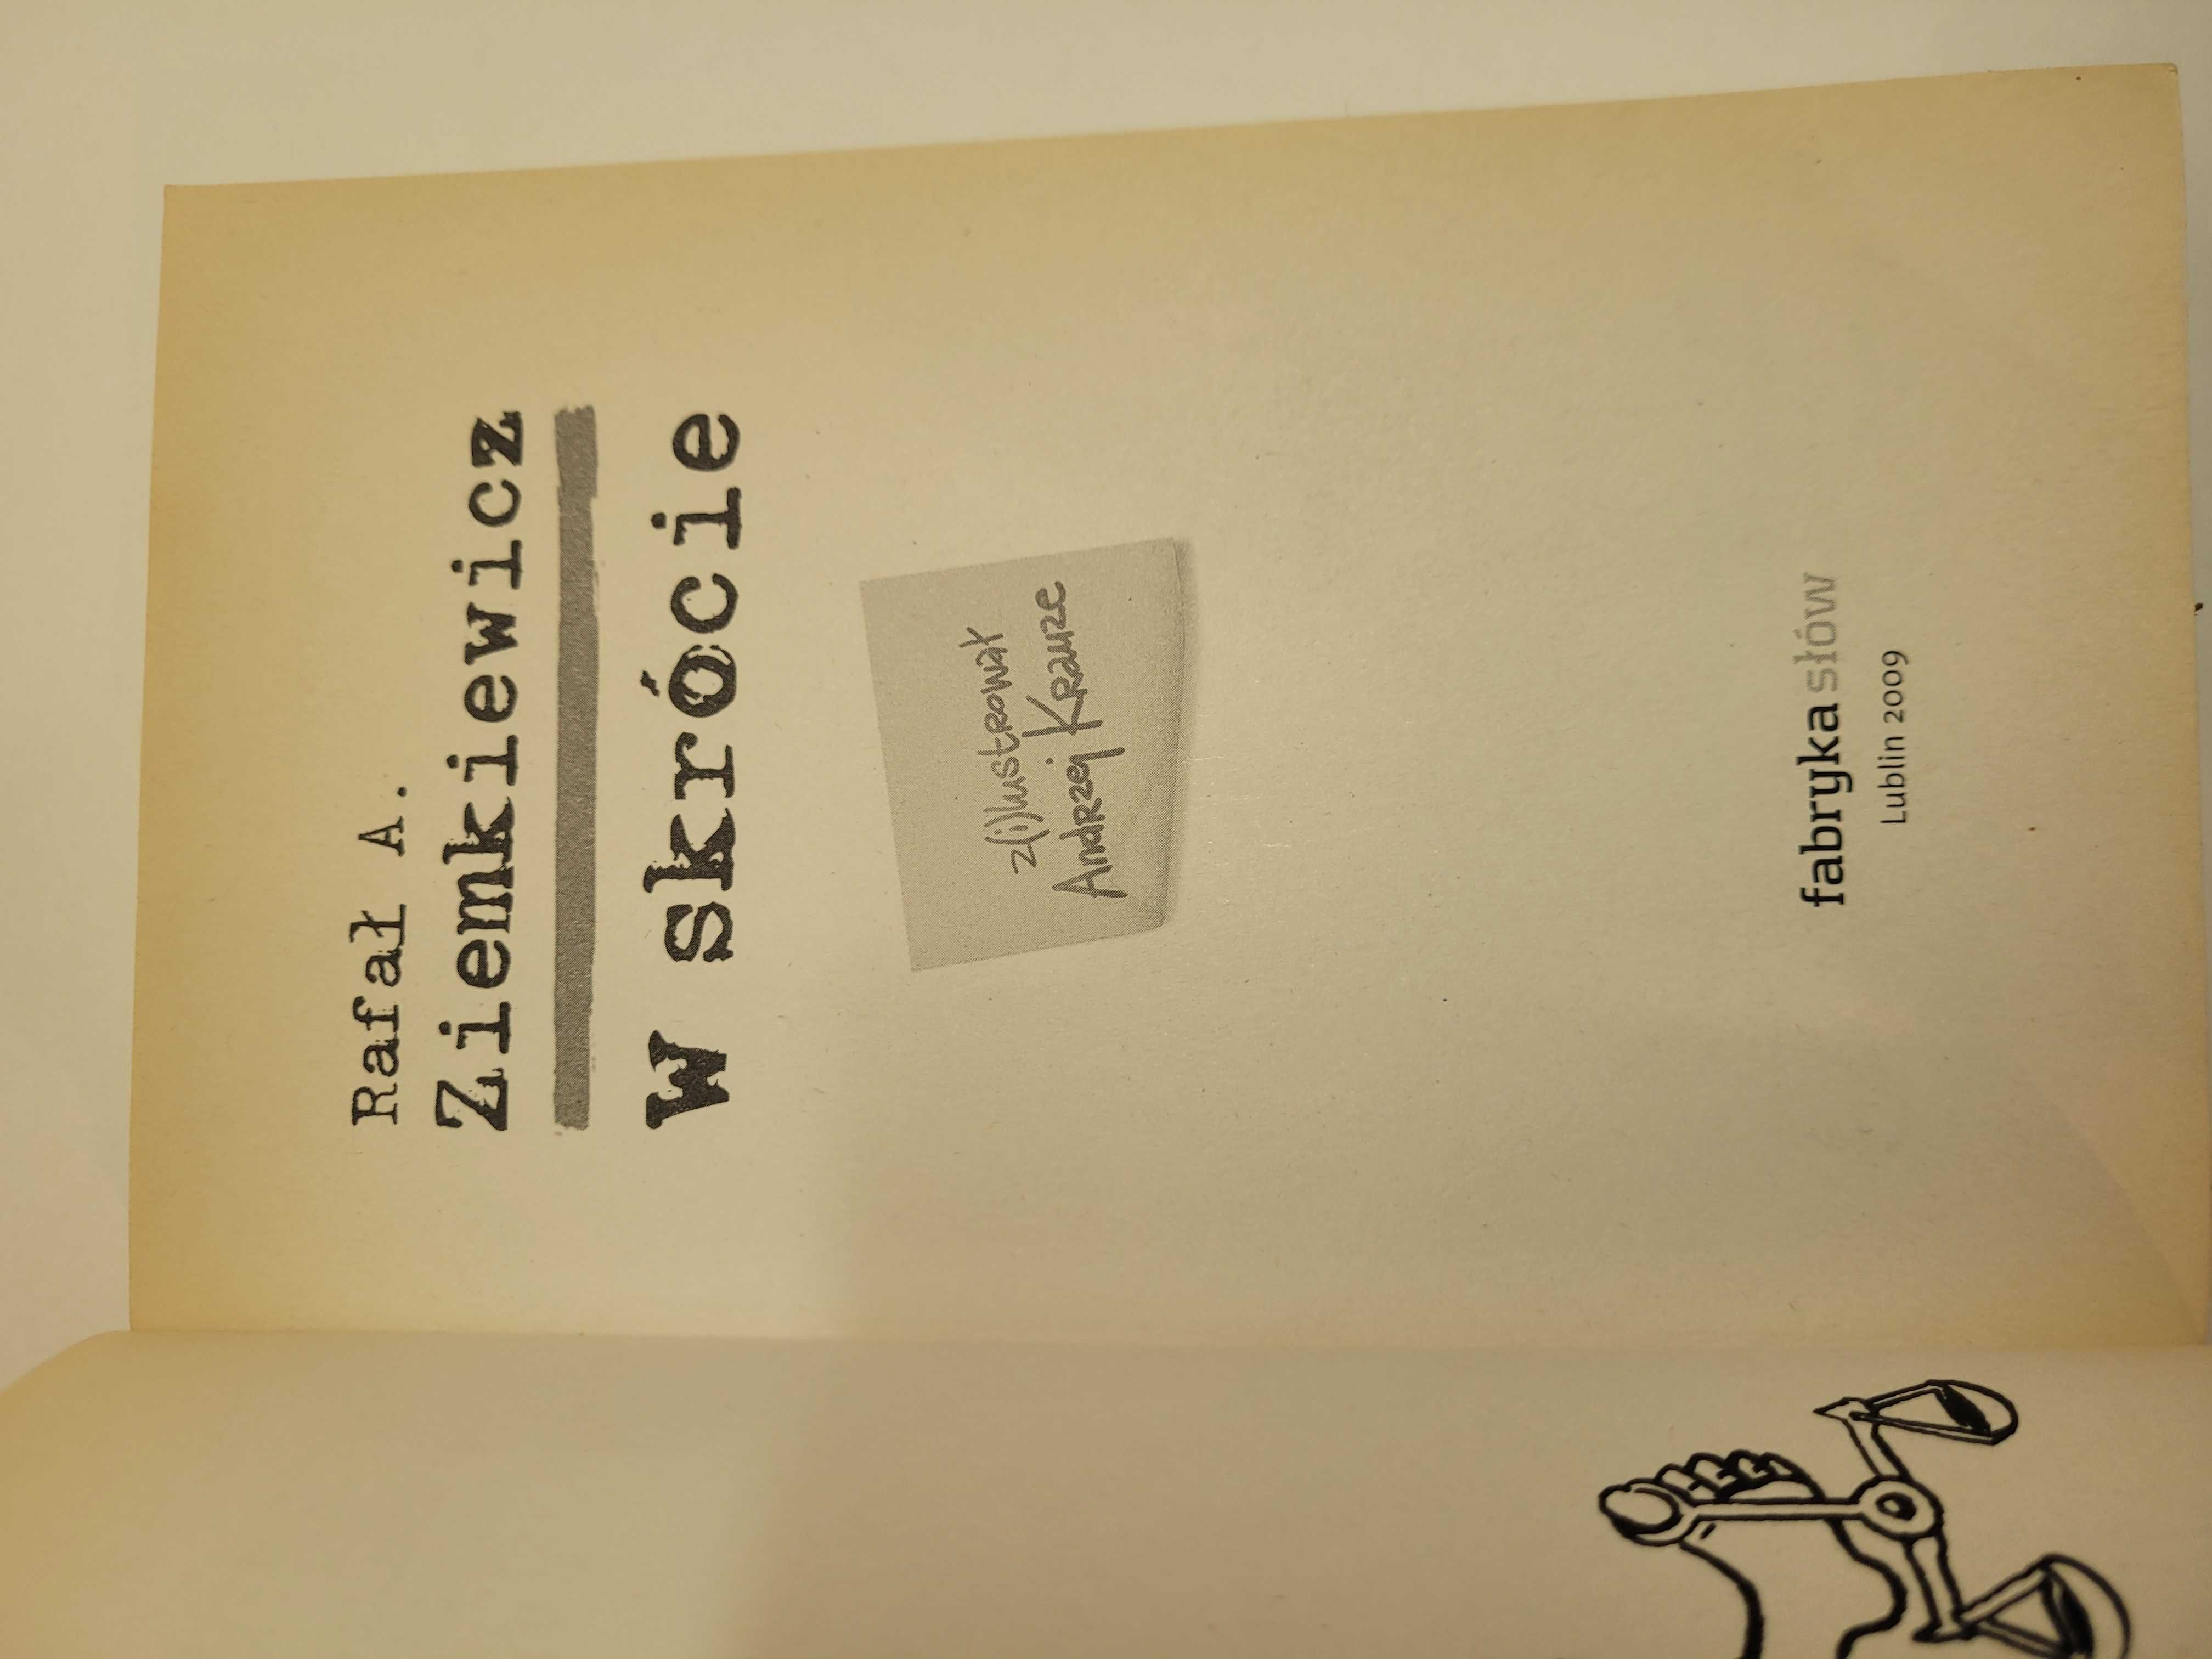 Rafał A.
Ziemkiewicz
w skrócie
z(i)lustrował
Andrzej Krauze
fabryka słów
Lublin 2009